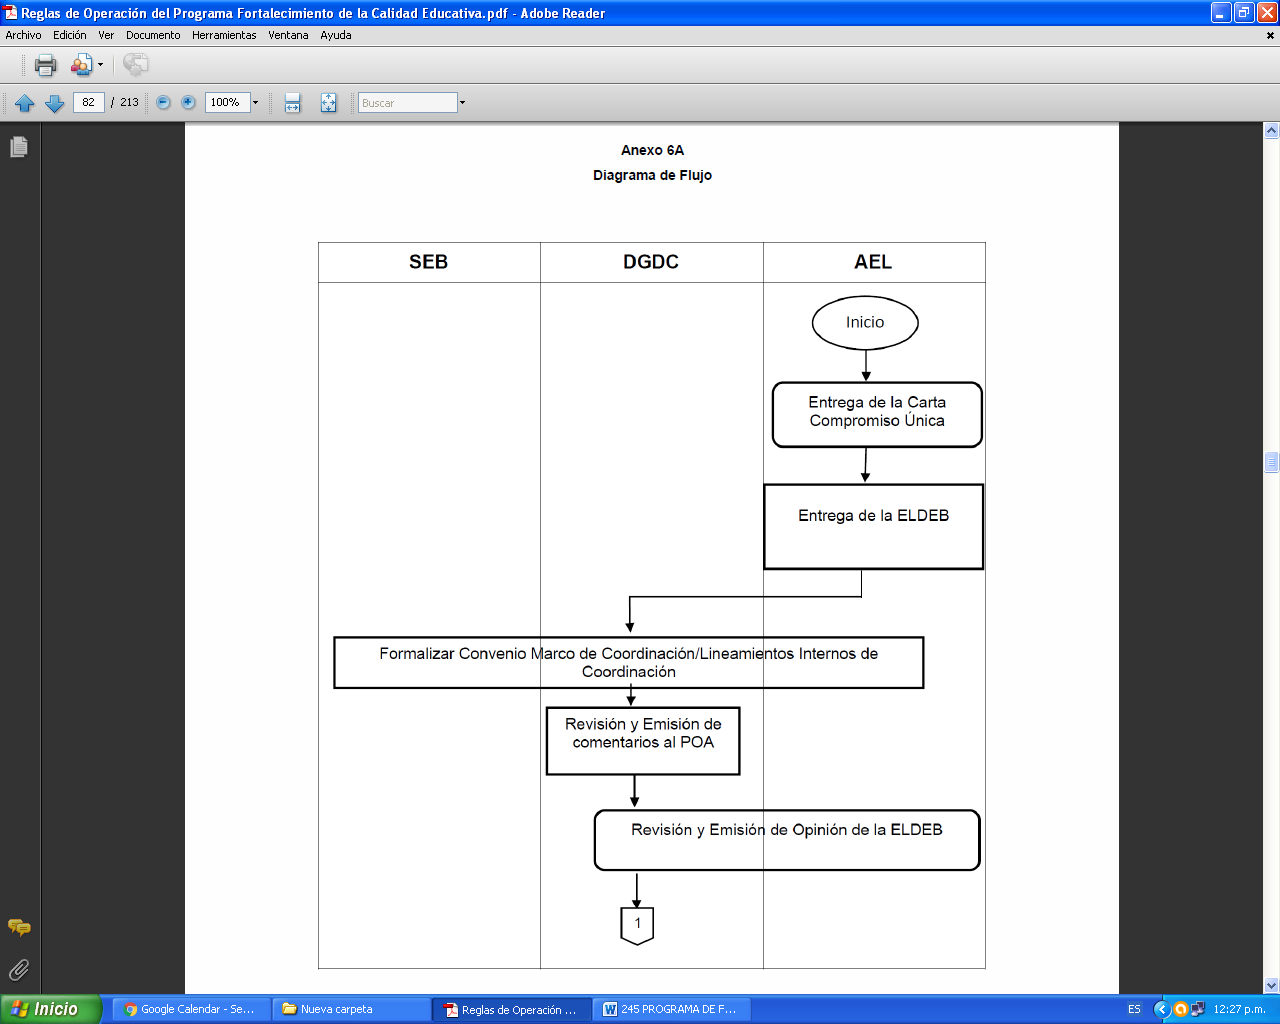 Reglas de Operación del Programa Fortalecimiento de la Calidad Educativa.pdf - Adobe Reader
Archivo Edición Ver Documento Herramientas Ventana Ayuda
82 / 213 100% Buscar
Anexo 6A
Diagrama de Flujo
SEB DGDC AEL
Inicio
Entrega de la Carta
Compromiso Única
Entrega de la ELDEB
Formalizar Convenio Marco de Coordinación/Lineamientos Internos de
Coordinación
Revisión y Emisión de
comentarios al POA
Revisión y Emisión de Opinión de la ELDEB
1
Inicio Google Calendar - Se... Nueva carpeta Reglas de Operación ... 245 PROGRAMA DE F... ES 12:27 p.m.